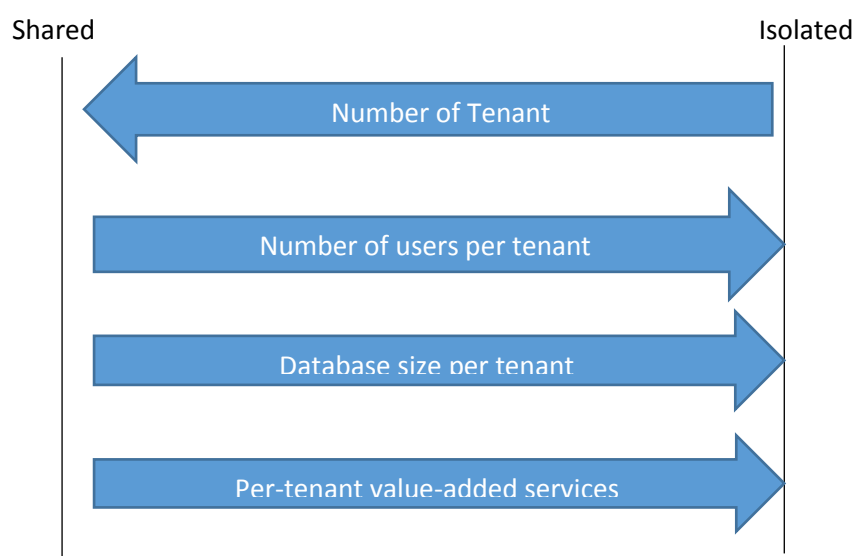 Shared
Isolated
Number of Tenant
Number of users per tenant
Database size per tenant
Per-tenant value-added services